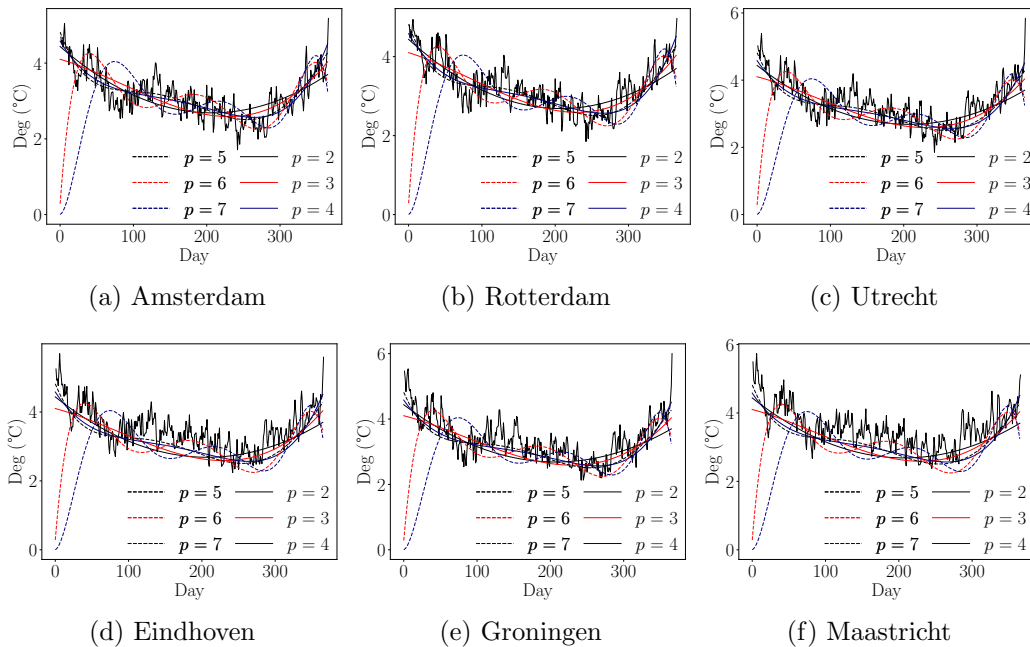 Deg (°C)
4
2
0
p = 5 p = 2
p = 6 p = 3
p = 7 p = 4
0 100 200 300
Day
(a) Amsterdam
Deg (°C)
4
2
0
p = 5 p = 2
p = 6 p = 3
p = 7 p = 4
0 100 200 300
Day
(b) Rotterdam
Deg (°C)
6
4
2
0
p = 5 p = 2
p = 6 p = 3
p = 7 p = 4
0 100 200 300
Day
(c) Utrecht
Deg (°C)
4
2
0
p = 5 p = 2
p = 6 p = 3
p = 7 p = 4
0 100 200 300
Day
(d) Eindhoven
Deg (°C)
6
4
2
0
p = 5 p = 2
p = 6 p = 3
p = 7 p = 4
0 100 200 300
Day
(e) Groningen
Deg (°C)
6
4
2
0
p = 5 p = 2
p = 6 p = 3
p = 7 p = 4
0 100 200 300
Day
(f) Maastricht